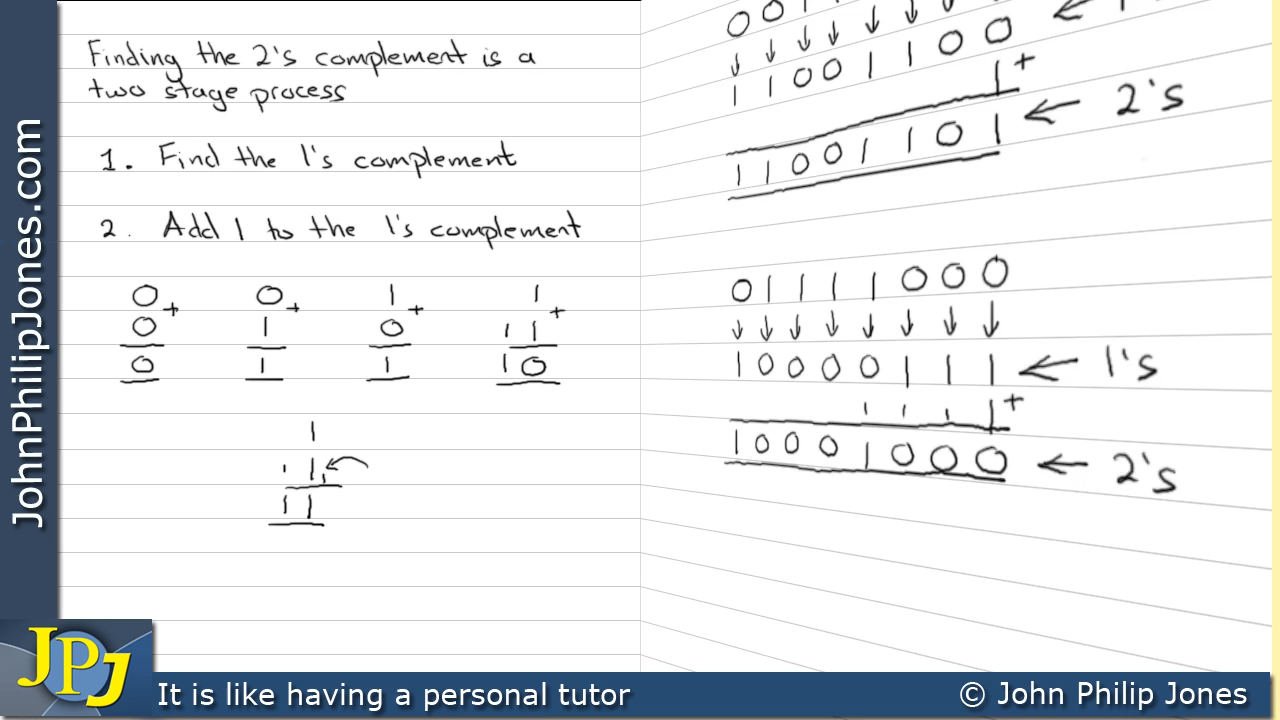 JohnPhilipJones.com
Finding the 2's complement is a
two stage process
1. Find the 1's complement
2. Add 1 to the 1's complement
0 0 1 1
+ + + +
0 1 0 1 1
0 1 1 1 0
1
1 1 1
1 1
0 0 1
1 1 0 0 1 1 0 0
1 +
1 1 0 0 1 1 0 1 ← 2's
0 1 1 1 1 0 0 0
↓ ↓ ↓ ↓ ↓ ↓ ↓ ↓
1 0 0 0 0 1 1 1 ← 1's
1 1 1 1 +
1 0 0 0 1 0 0 0 ← 2's
JPJ
It is like having a personal tutor
© John Philip Jones